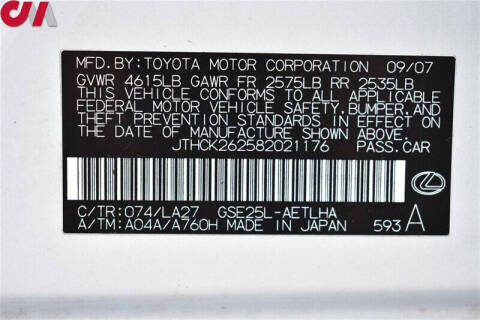 CIA
MFD. BY: TOYOTA MOTOR CORPORATION 09/07
GVWR 4615LB GAWR FR 2575LB RR 2535LB
THIS VEHICLE CONFORMS TO ALL APPLICABLE
FEDERAL MOTOR VEHICLE SAFETY, BUMPER, AND
THEFT PREVENTION STANDARDS IN EFFECT ON
THE DATE OF MANUFACTURE SHOWN ABOVE.
JTHCK262582021176 PASS. CAR
C/TR: 074/LA27 GSE25L-AETLHA
A/TM: A04A/A760H MADE IN JAPAN 593 A